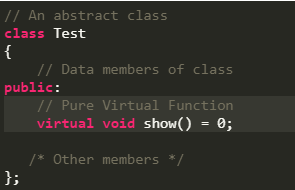 // An abstract class
class Test
{
    // Data members of class
public:
    // Pure Virtual Function
    virtual void show() = 0;
   /* Other members */
};